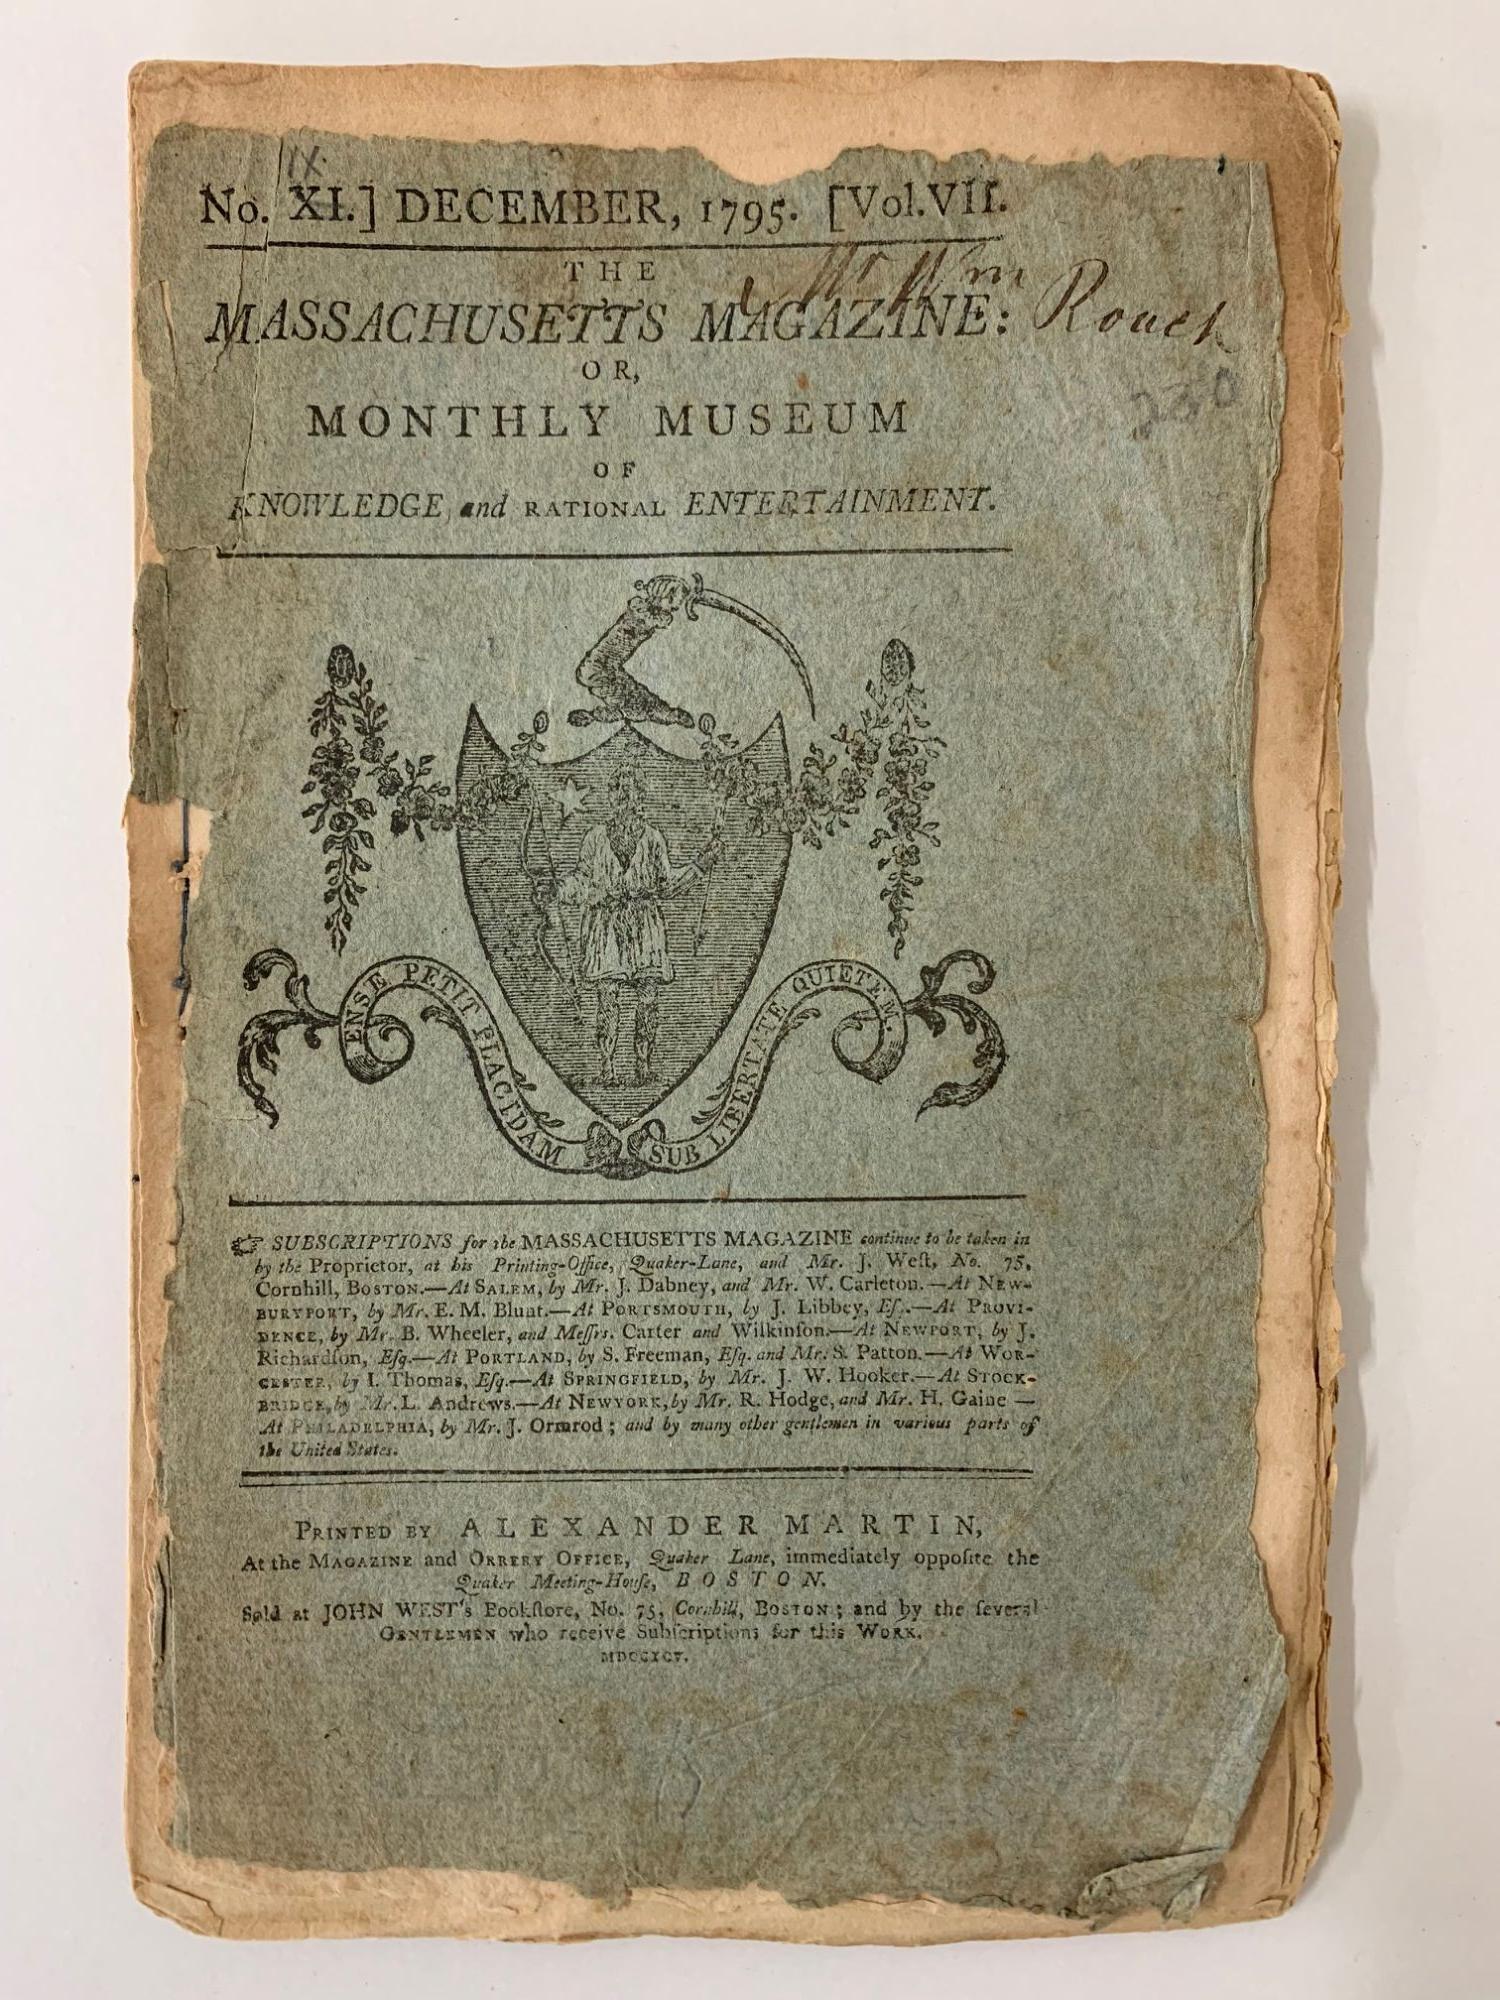 IX
No. XI.] DECEMBER, 1795. [Vol. VII.
THE
MASSACHUSETTS MAGAZINE:
Mr Wm Rouch
OR,
230
MONTHLY MUSEUM
OF
KNOWLEDGE and RATIONAL ENTERTAINMENT.
ENSE PETIT PLACIDAM
SUB LIBERTATE QUIETEM.
☞ SUBSCRIPTIONS for the MASSACHUSETTS MAGAZINE continue to be taken in
by the Proprietor, at his Printing-Office, Quaker-Lane, and Mr. J. Weſt, No. 75,
Cornhill, BOSTON.—At SALEM, by Mr. J. Dabney, and Mr. W. Carleton.—At NEW-
BURYPORT, by Mr. E. M. Blunt.—At PORTSMOUTH, by J. Libbey, Eſq.—At PROVI-
DENCE, by Mr. B. Wheeler, and Meſſrs. Carter and Wilkinſon.—At NEWPORT, by J.
Richardſon, Eſq.—At PORTLAND, by S. Freeman, Eſq. and Mr. S. Patton.—At WOR-
CESTER, by I. Thomas, Eſq.—At SPRINGFIELD, by Mr. J. W. Hooker.—At STOCK-
BRIDGE, by Mr. L. Andrews.—At NEWYORK, by Mr. R. Hodge, and Mr. H. Gaine—
At PHILADELPHIA, by Mr. J. Ormrod; and by many other gentlemen in various parts of
the United States.
PRINTED BY ALEXANDER MARTIN,
At the MAGAZINE and ORRERY OFFICE, Quaker Lane, immediately oppoſite the
Quaker Meeting-Houſe, BOSTON.
Sold at JOHN WEST's Bookſtore, No. 75, Cornhill, BOSTON; and by the ſeveral
GENTLEMEN who receive Subſcriptions for this WORK.
MDCCXCV.